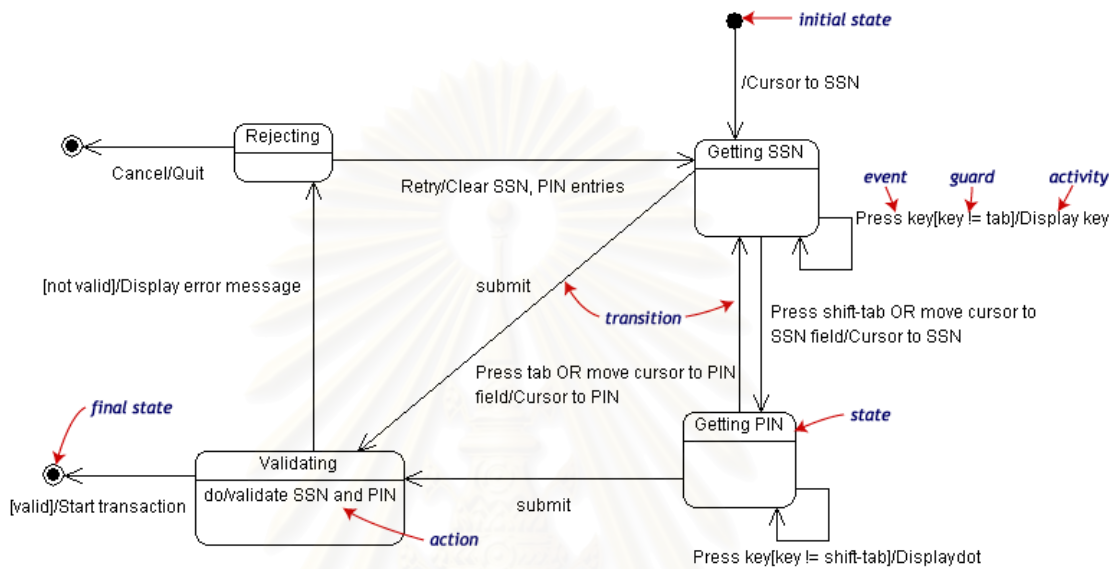 initial state
/Cursor to SSN
Rejecting
Getting SSN
Cancel/Quit
Retry/Clear SSN, PIN entries
event
guard
activity
Press key[key != tab]/Display key
[not valid]/Display error message
submit
transition
Press shift-tab OR move cursor to
SSN field/Cursor to SSN
Press tab OR move cursor to PIN
field/Cursor to PIN
final state
Getting PIN
state
Validating
do/validate SSN and PIN
[valid]/Start transaction
submit
action
Press key[key != shift-tab]/Displaydot